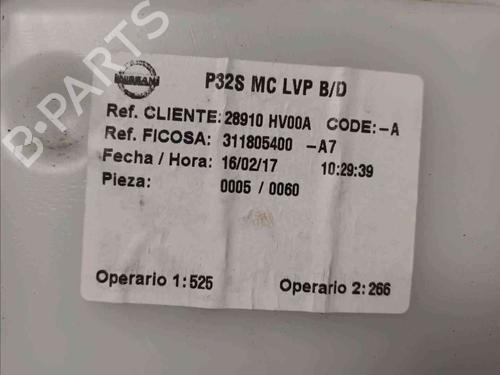 B-PARTS
NISSAN
P32S MC LVP B/D
Ref. CLIENTE: 28910 HV00A CODE:-A
Ref. FICOSA: 311805400 -A7
Fecha / Hora: 16/02/17 10:29:39
Pieza: 0005 / 0060
Operario 1: 525 Operario 2: 266